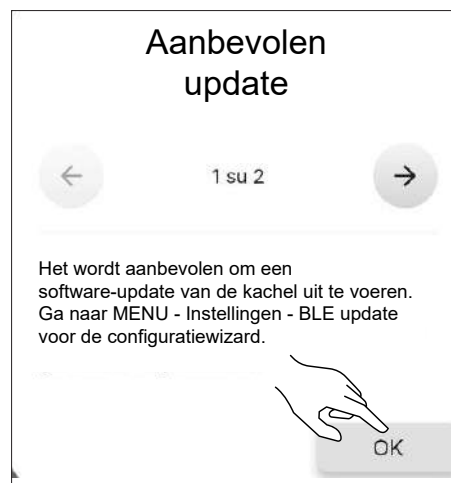 Aanbevolen
update
1 su 2
Het wordt aanbevolen om een
software-update van de kachel uit te voeren.
Ga naar MENU - Instellingen - BLE update
voor de configuratiewizard.
OK